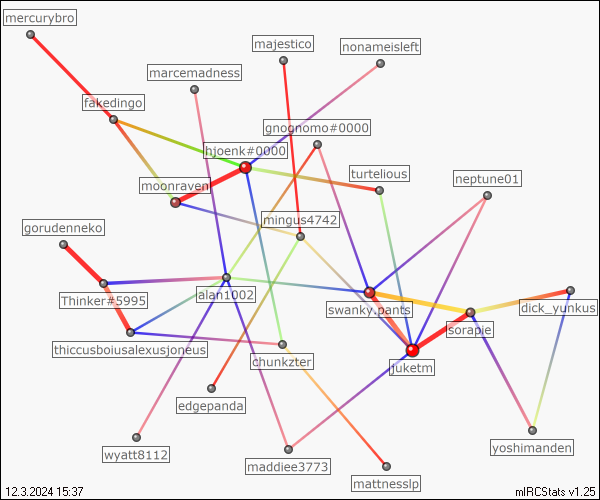 mercurybro
majestico
nonameisleft
marcemadness
fakedingo
gnognomo#0000
hjoenk#0000
turtelious
neptune01
moonraven
mingus4742
gorudenneko
Thinker#5995
alan1002
swanky.pants
dick_yunkus
sorapie
thiccusboiusalexusjoneus
chunkzter
juketm
edgepanda
yoshimanden
wyatt8112
maddiee3773
mattnesslp
12.3.2024 15:37
mIRCStats v1.25